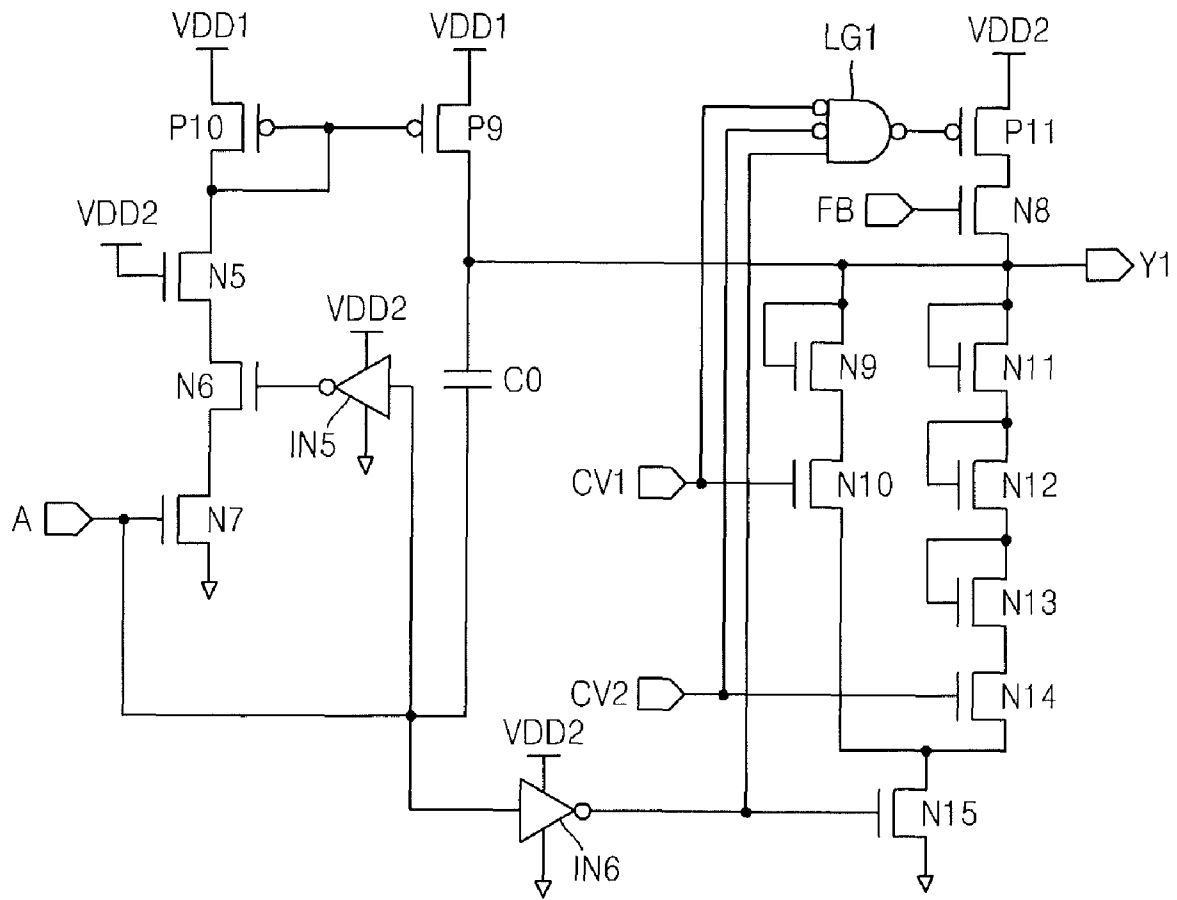 VDD1
VDD1
LG1
VDD2
P10
P9
P11
VDD2
FB
N8
N5
Y1
VDD2
N6
C0
N9
N11
IN5
CV1
N10
N12
A
N7
N13
CV2
N14
VDD2
N15
IN6